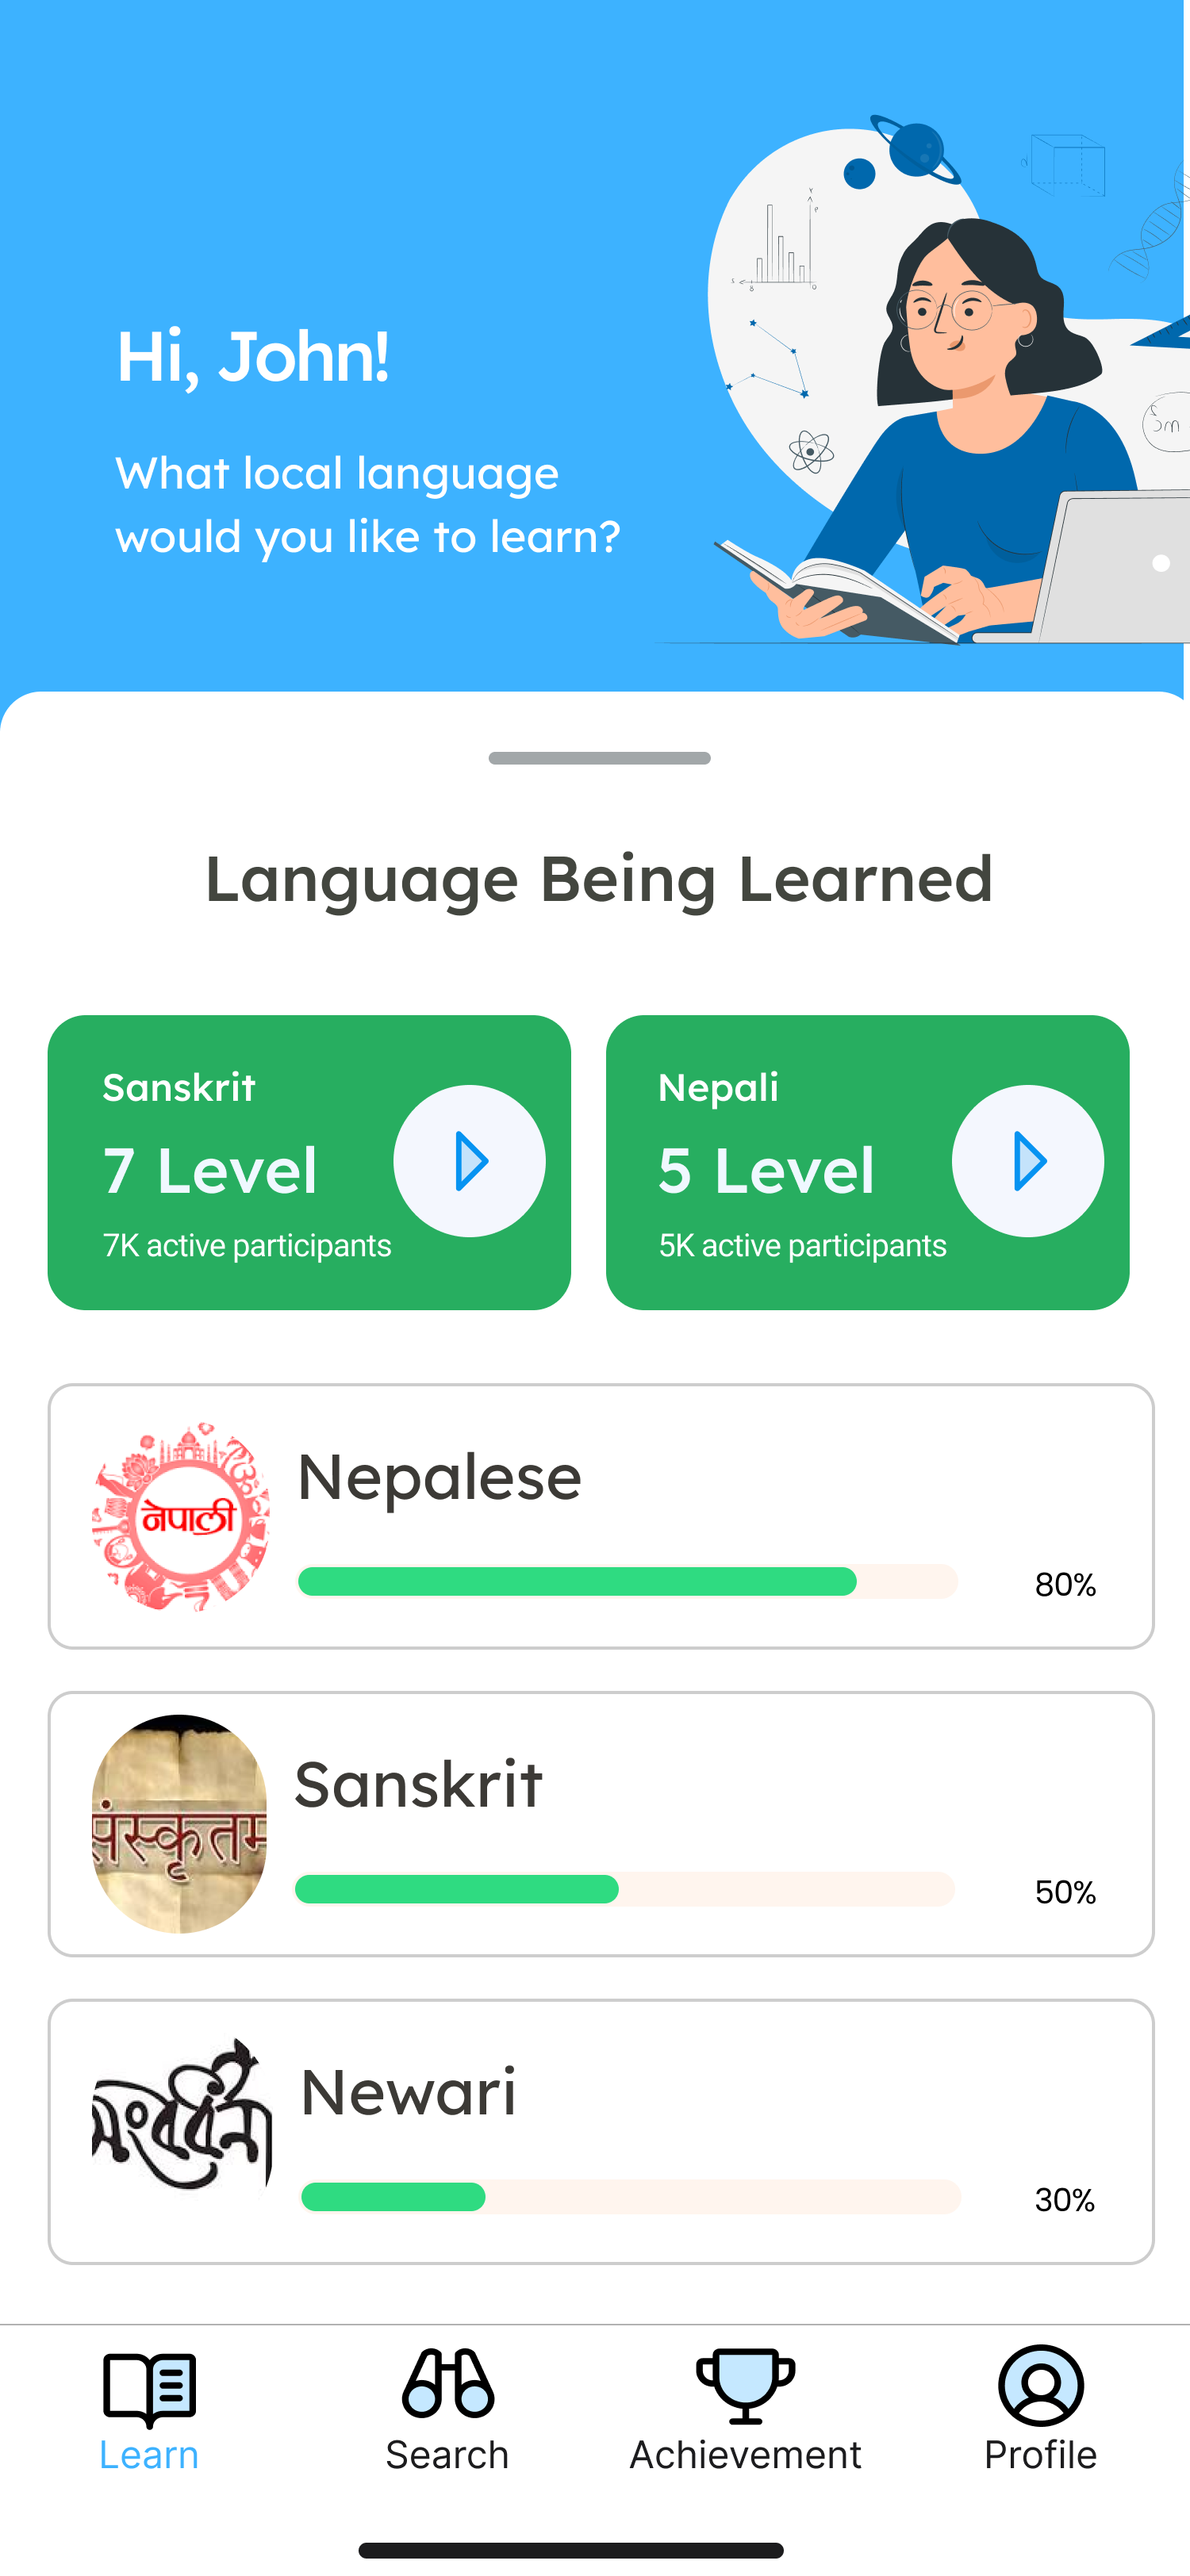 Hi, John!
What local language
would you like to learn?
Language Being Learned
Sanskrit
7 Level
7K active participants
Nepali
5 Level
5K active participants
नेपाली
Nepalese
80%
संस्कृतम
Sanskrit
50%
Newari
30%
Learn
Search
Achievement
Profile